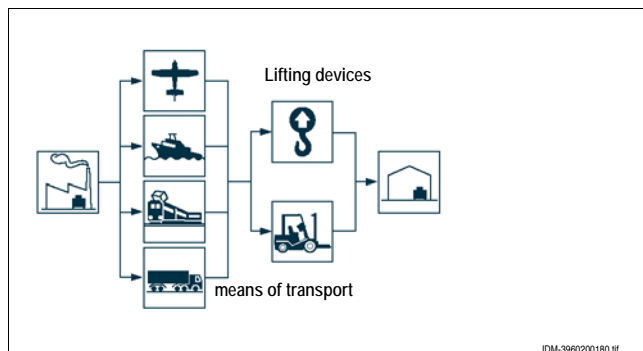 Lifting devices
means of transport
IDM-3960200180.tif